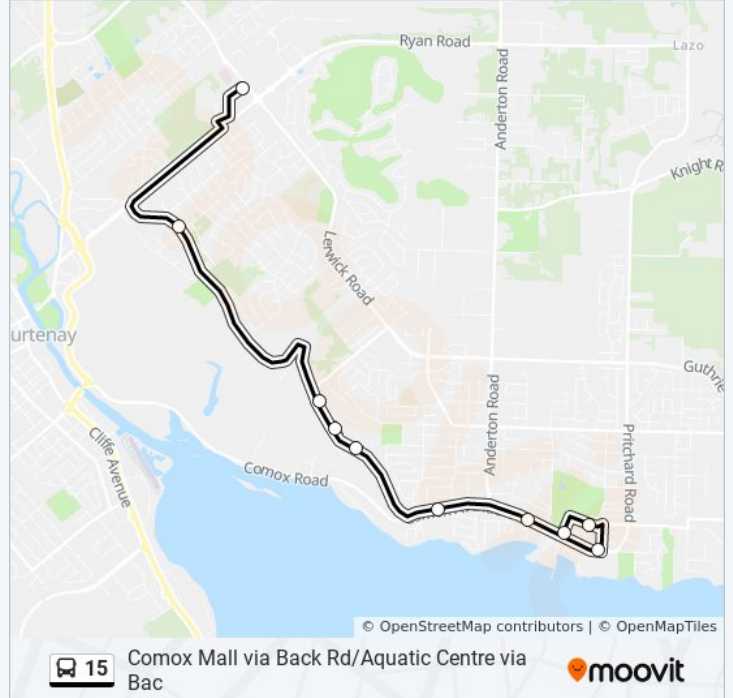 Ryan Road
Lazo
Anderton Road
Knight R
Lerwick Road
urtenay
Guthrie
Anderton Road
Pritchard Road
Cliffe Avenue
Comox Road
© OpenStreetMap contributors | © OpenMapTiles
15
Comox Mall via Back Rd/Aquatic Centre via
Bac
moovit